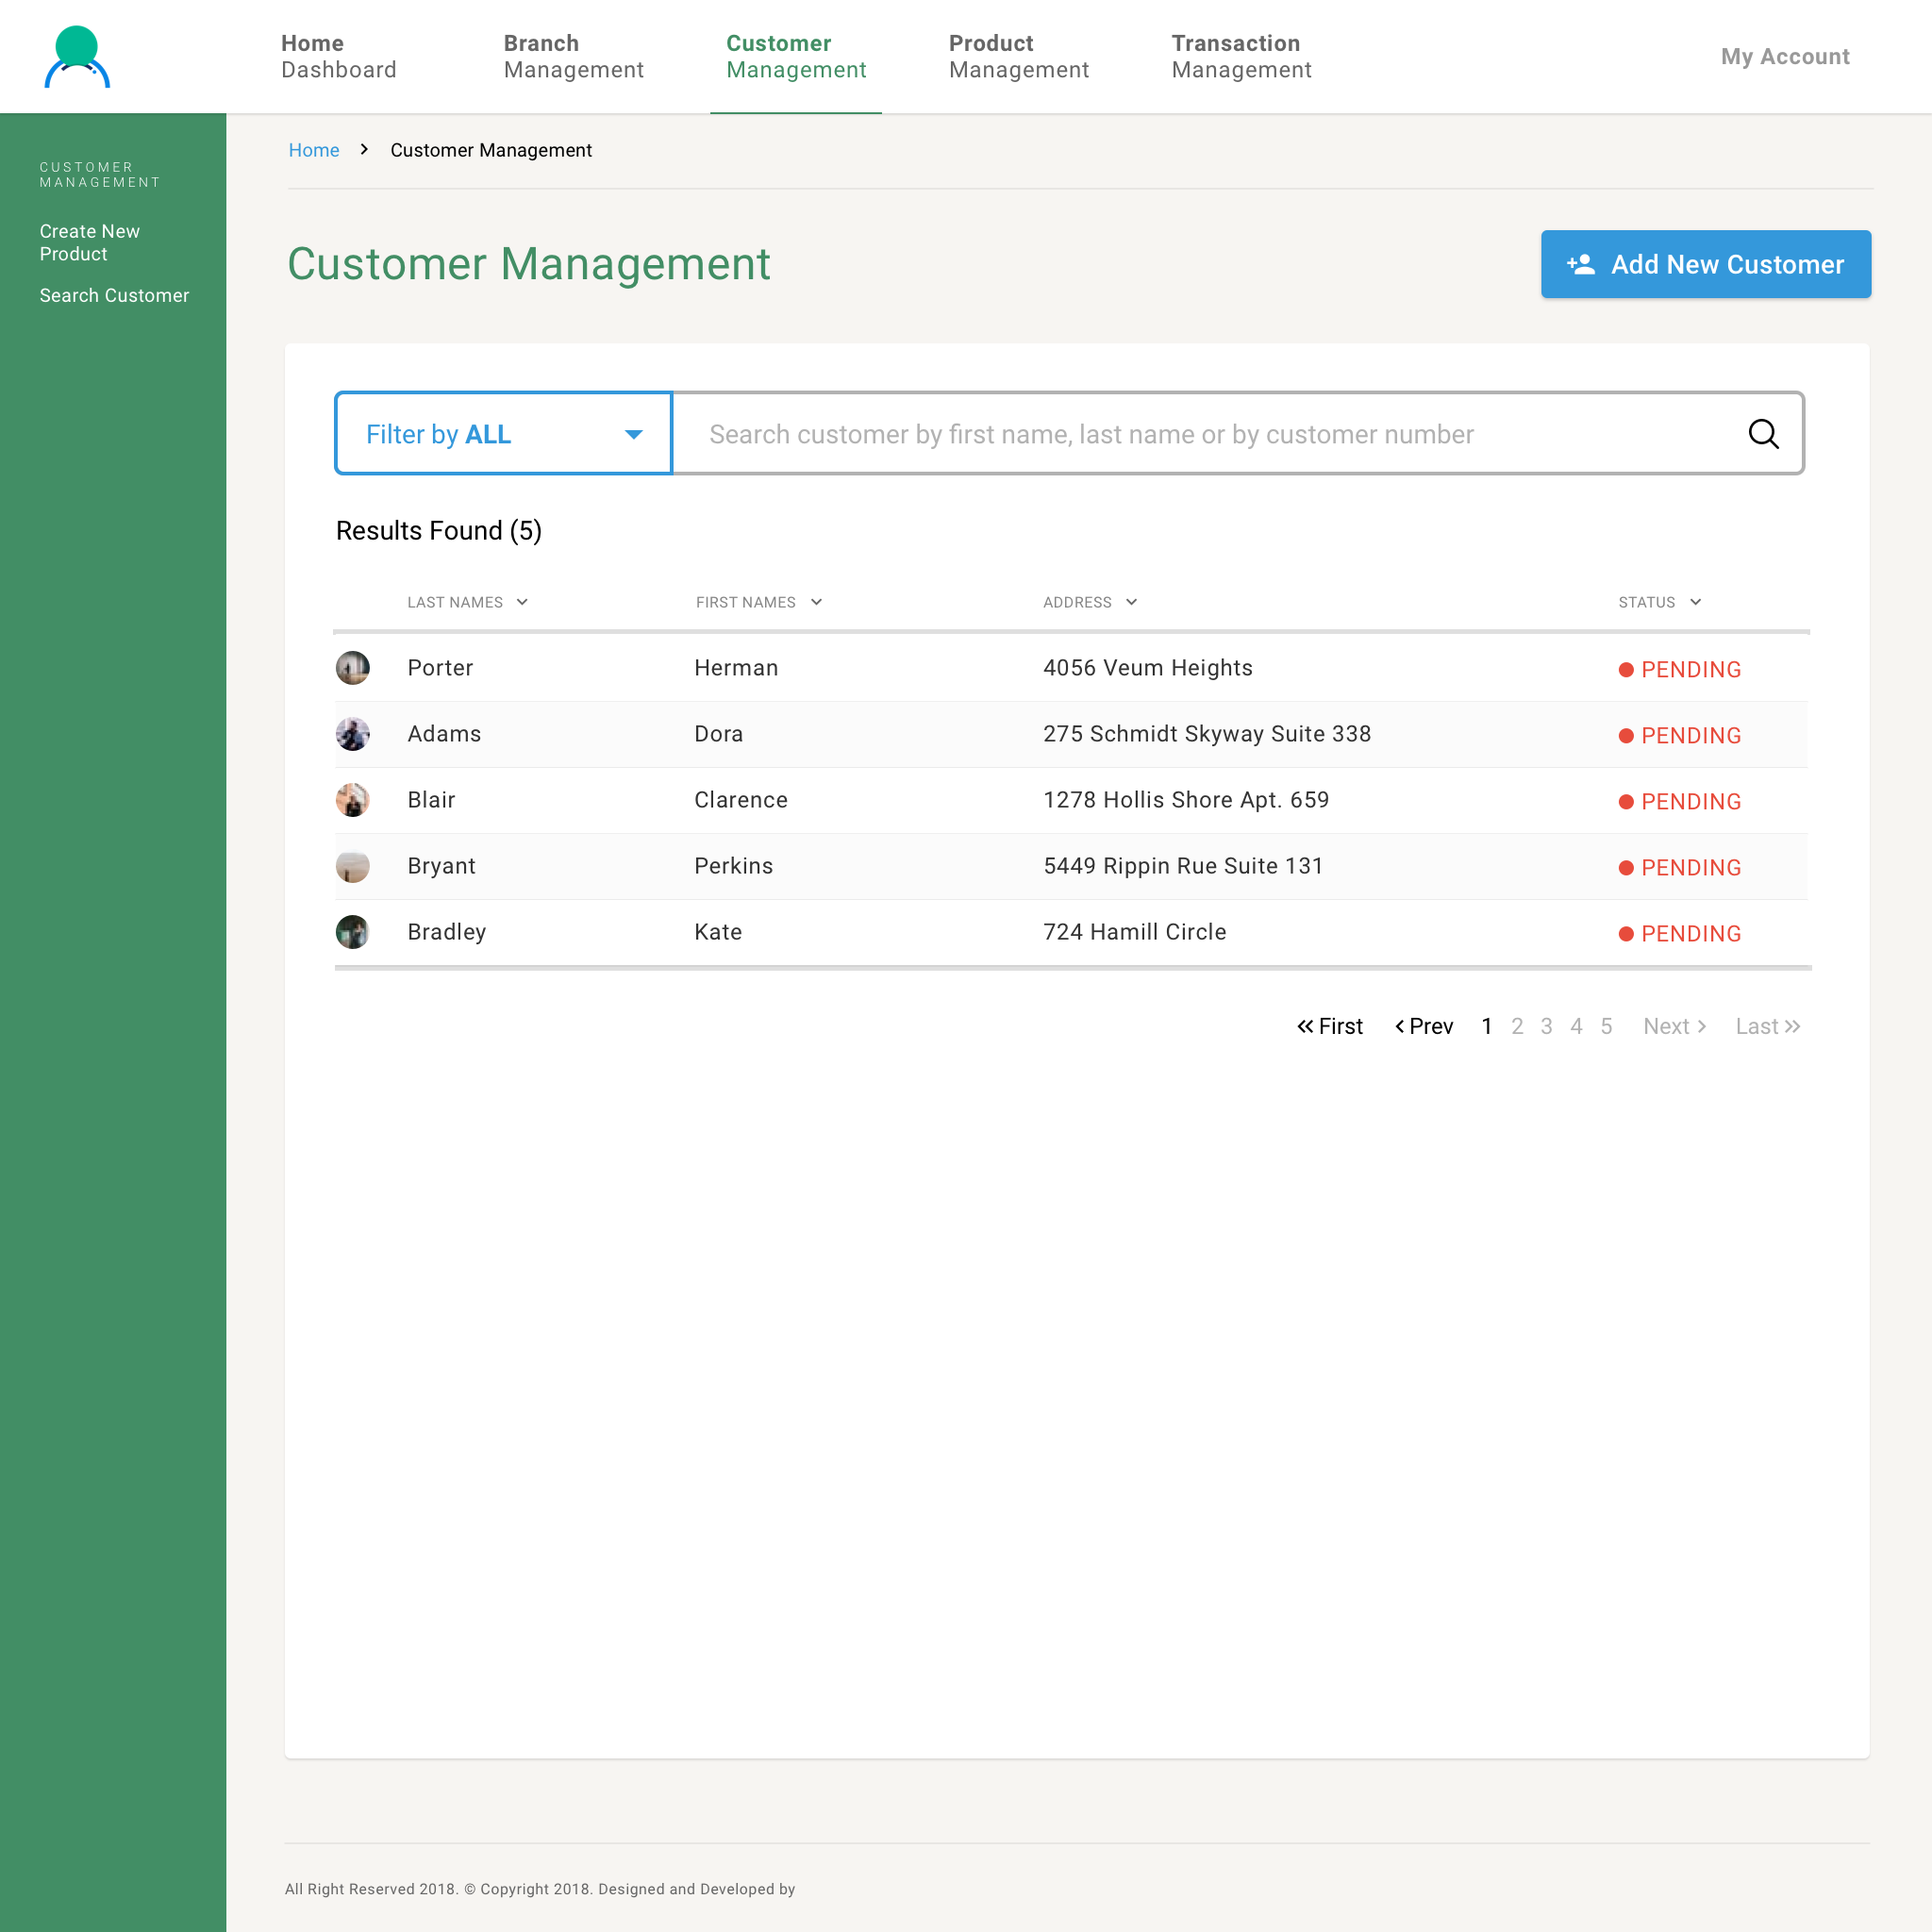 Home
Dashboard
Branch
Management
Customer
Management
Product
Management
Transaction
Management
My Account
CUSTOMER
MANAGEMENT
Create New
Product
Search Customer
Home
Customer Management
Customer Management
Add New Customer
Filter by ALL
Search customer by first name, last name or by customer number
Results Found (5)
LAST NAMES FIRST NAMES ADDRESS STATUS
Porter Herman 4056 Veum Heights PENDING
Adams Dora 275 Schmidt Skyway Suite 338 PENDING
Blair Clarence 1278 Hollis Shore Apt. 659 PENDING
Bryant Perkins 5449 Rippin Rue Suite 131 PENDING
Bradley Kate 724 Hamill Circle PENDING
First Prev 1 2 3 4 5 Next Last
All Right Reserved 2018. © Copyright 2018. Designed and Developed by